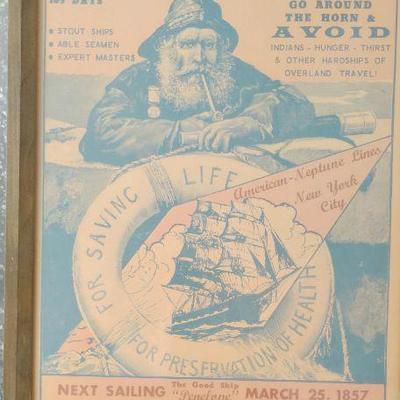 109 DAYS
• STOUT SHIPS
• ABLE SEAMEN
• EXPERT MASTERS
GO AROUND
THE HORN &
AVOID
INDIANS - HUNGER - THIRST
& OTHER HARDSHIPS OF
OVERLAND TRAVEL!
FOR SAVING LIFE
American-Neptune Lines
New York
City
FOR PRESERVATION OF HEALTH
NEXT SAILING The Good Ship "Penelope" MARCH 25, 1857